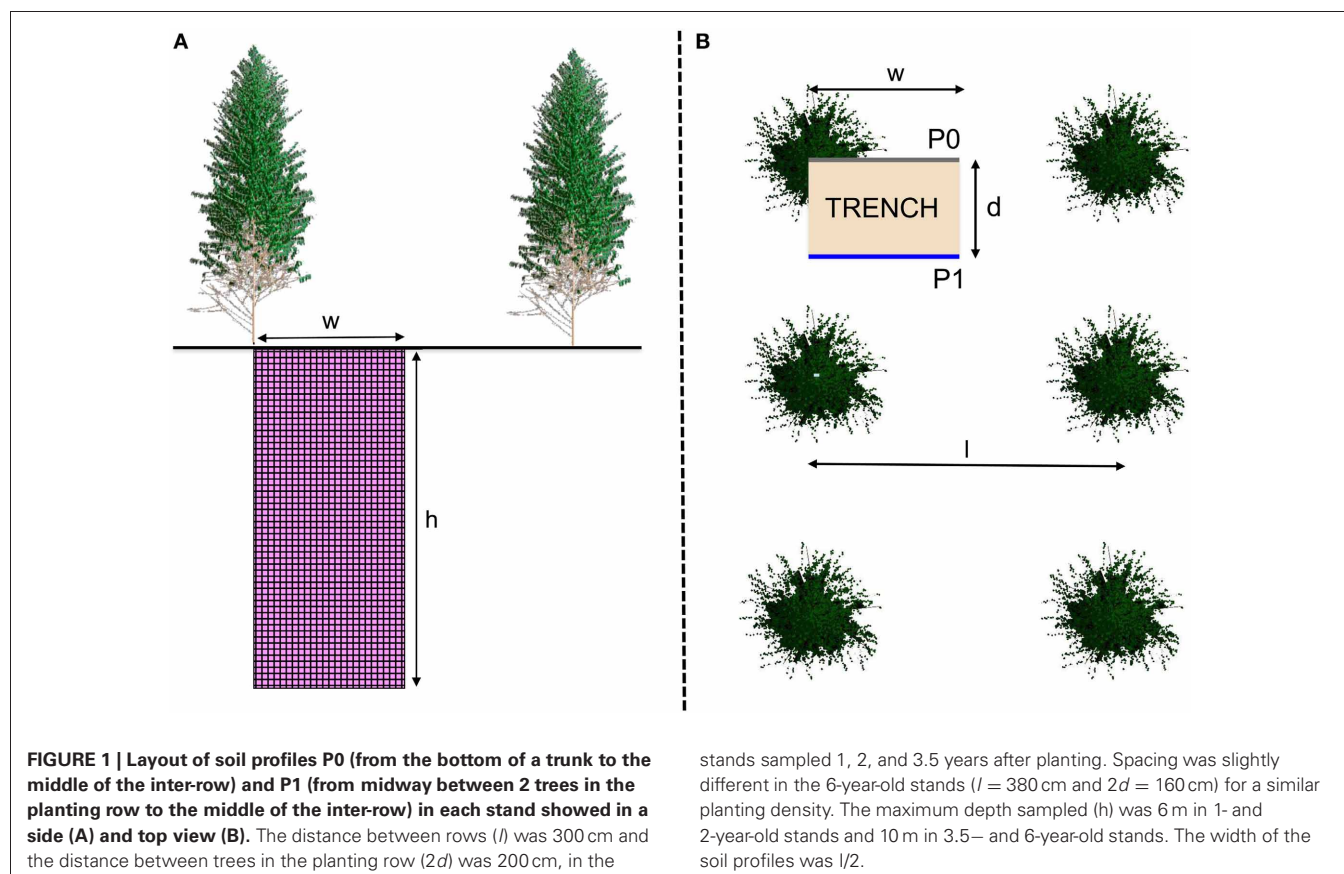 A
B
w
P0
TRENCH
d
P1
w
h
l
FIGURE 1 | Layout of soil profiles P0 (from the bottom of a trunk to the
middle of the inter-row) and P1 (from midway between 2 trees in the
planting row to the middle of the inter-row) in each stand showed in a
side (A) and top view (B). The distance between rows (l) was 300 cm and
the distance between trees in the planting row (2d) was 200 cm, in the
stands sampled 1, 2, and 3.5 years after planting. Spacing was slightly
different in the 6-year-old stands (l = 380 cm and 2d = 160 cm) for a similar
planting density. The maximum depth sampled (h) was 6 m in 1- and
2-year-old stands and 10 m in 3.5– and 6-year-old stands. The width of the
soil profiles was l/2.